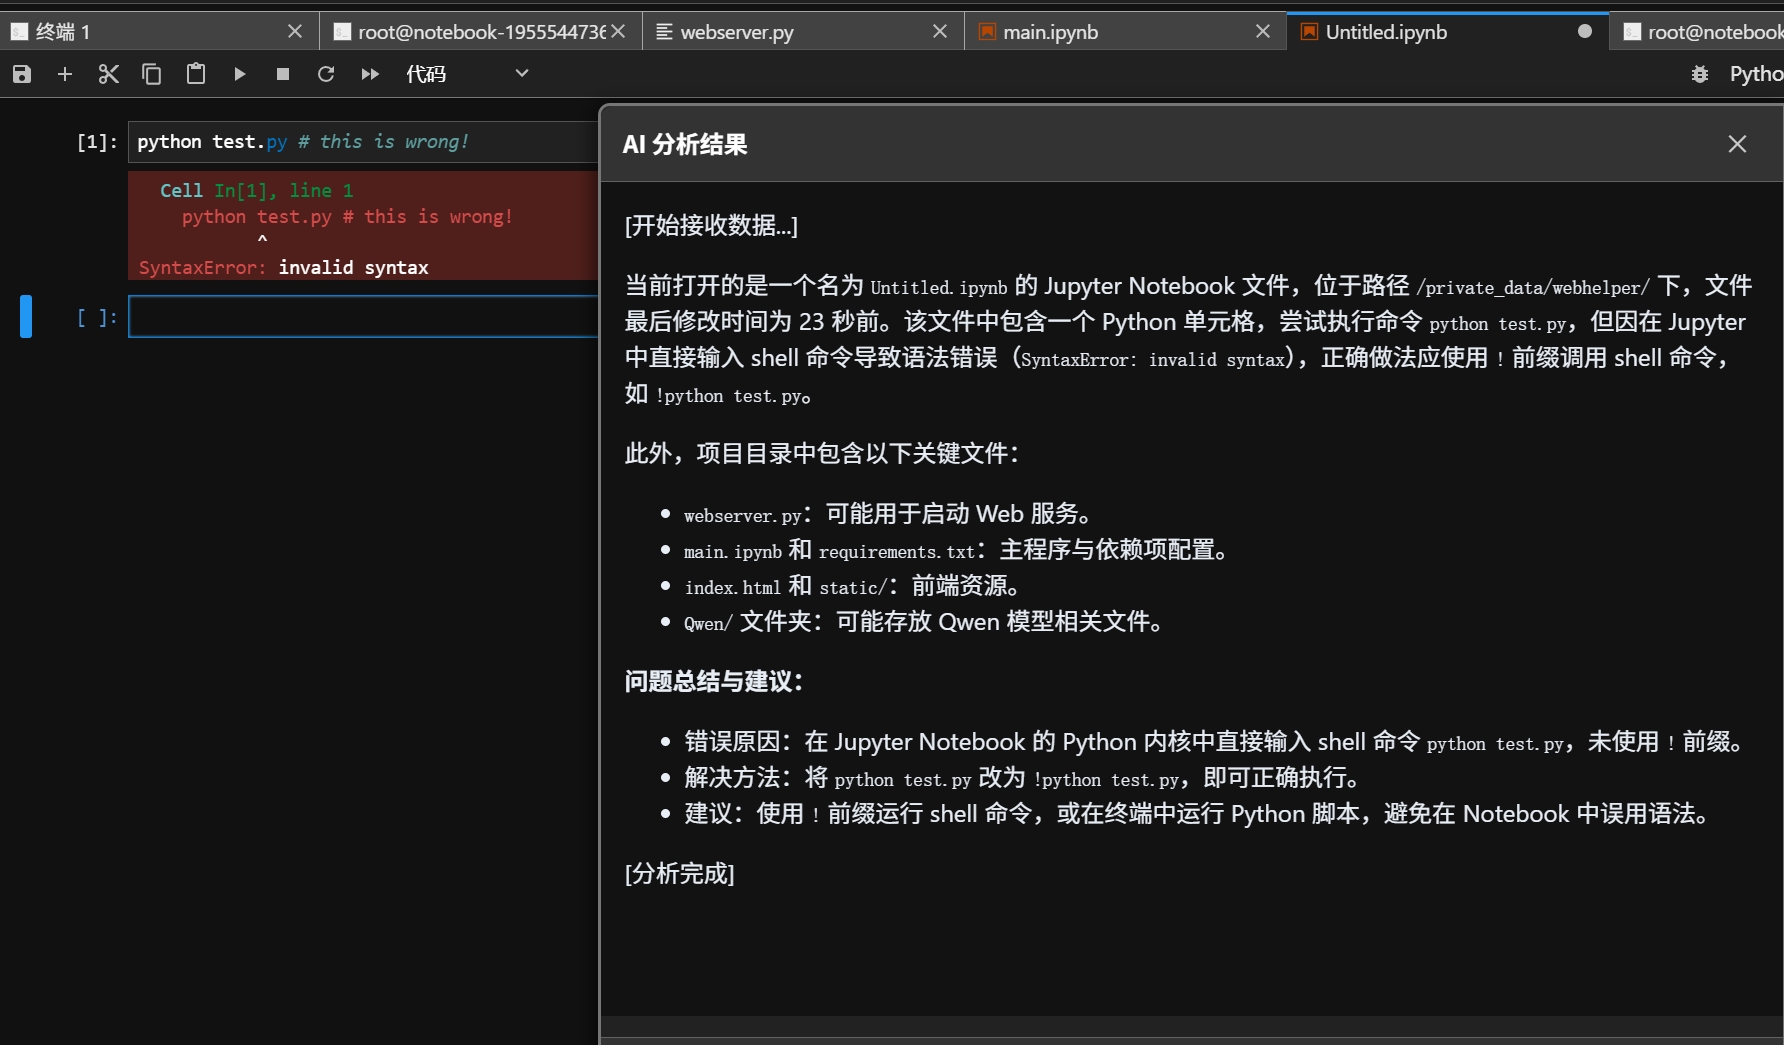 终端 1
root@notebook-1955544736
webserver.py
main.ipynb
Untitled.ipynb
root@notebook
代码
Pytho
[1]: python test.py # this is wrong!
Cell In[1], line 1
python test.py # this is wrong!
^
SyntaxError: invalid syntax
[ ]:
AI 分析结果
[开始接收数据...]
当前打开的是一个名为 Untitled.ipynb 的 Jupyter Notebook 文件，位于路径 /private_data/webhelper/ 下，文件
最后修改时间为 23 秒前。该文件中包含一个 Python 单元格，尝试执行命令 python test.py，但因在 Jupyter
中直接输入 shell 命令导致语法错误（SyntaxError: invalid syntax），正确做法应使用 ! 前缀调用 shell 命令，
如 !python test.py。
此外，项目目录中包含以下关键文件：
• webserver.py：可能用于启动 Web 服务。
• main.ipynb 和 requirements.txt：主程序与依赖项配置。
• index.html 和 static/：前端资源。
• Qwen/ 文件夹：可能存放 Qwen 模型相关文件。
问题总结与建议：
• 错误原因：在 Jupyter Notebook 的 Python 内核中直接输入 shell 命令 python test.py，未使用 ! 前缀。
• 解决方法：将 python test.py 改为 !python test.py，即可正确执行。
• 建议：使用 ! 前缀运行 shell 命令，或在终端中运行 Python 脚本，避免在 Notebook 中误用语法。
[分析完成]